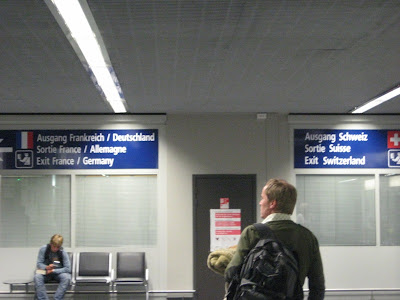 Ausgang Frankreich / Deutschland
Sortie France / Allemagne
Exit France / Germany
Ausgang Schweiz
Sortie Suisse
Exit Switzerland